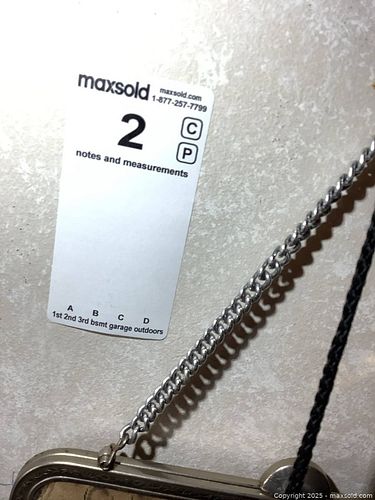 maxsold
maxsold.com
1-877-257-7799
2
C
P
notes and measurements
A B C D
1st 2nd 3rd bsmt garage outdoors
Copyright 2025 - maxsold.com